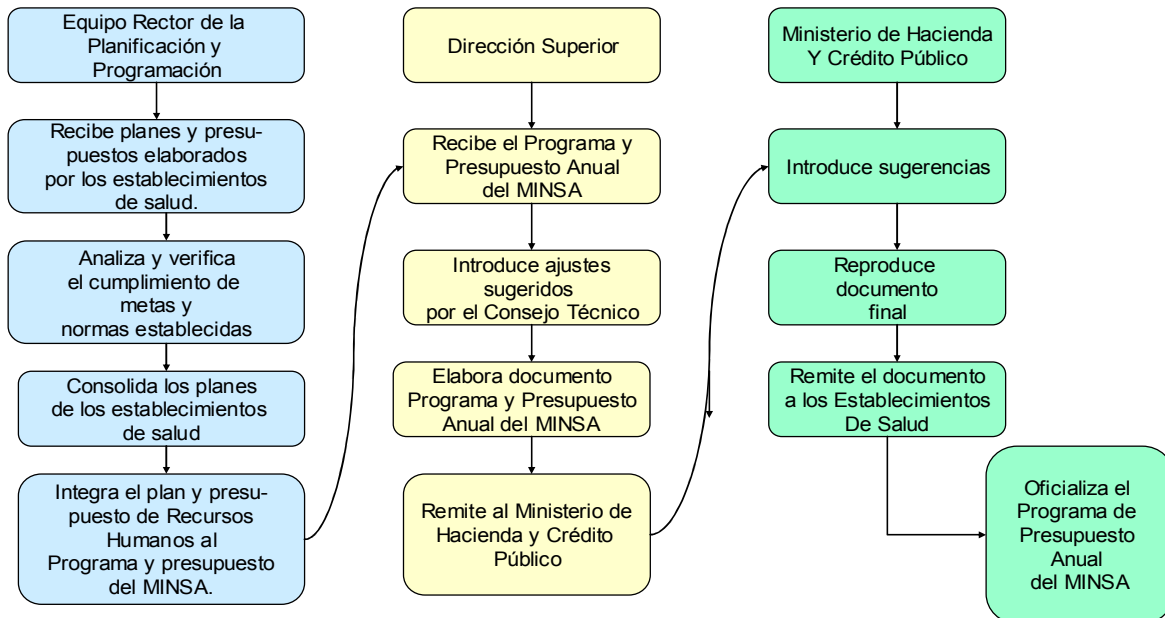 Equipo Rector de la
Planificación y
Programación
Recibe planes y presu-
puestos elaborados
por los establecimientos
de salud.
Analiza y verifica
el cumplimiento de
metas y
normas establecidas
Consolida los planes
de los establecimientos
de salud
Integra el plan y presu-
puesto de Recursos
Humanos al
Programa y presupuesto
del MINSA.
Dirección Superior
Recibe el Programa y
Presupuesto Anual
del MINSA
Introduce ajustes
sugeridos
por el Consejo Técnico
Elabora documento
Programa y Presupuesto
Anual del MINSA
Remite al Ministerio de
Hacienda y Crédito
Público
Ministerio de Hacienda
Y Crédito Público
Introduce sugerencias
Reproduce
documento
final
Remite el documento
a los Establecimientos
De Salud
Oficializa el
Programa de
Presupuesto
Anual
del MINSA